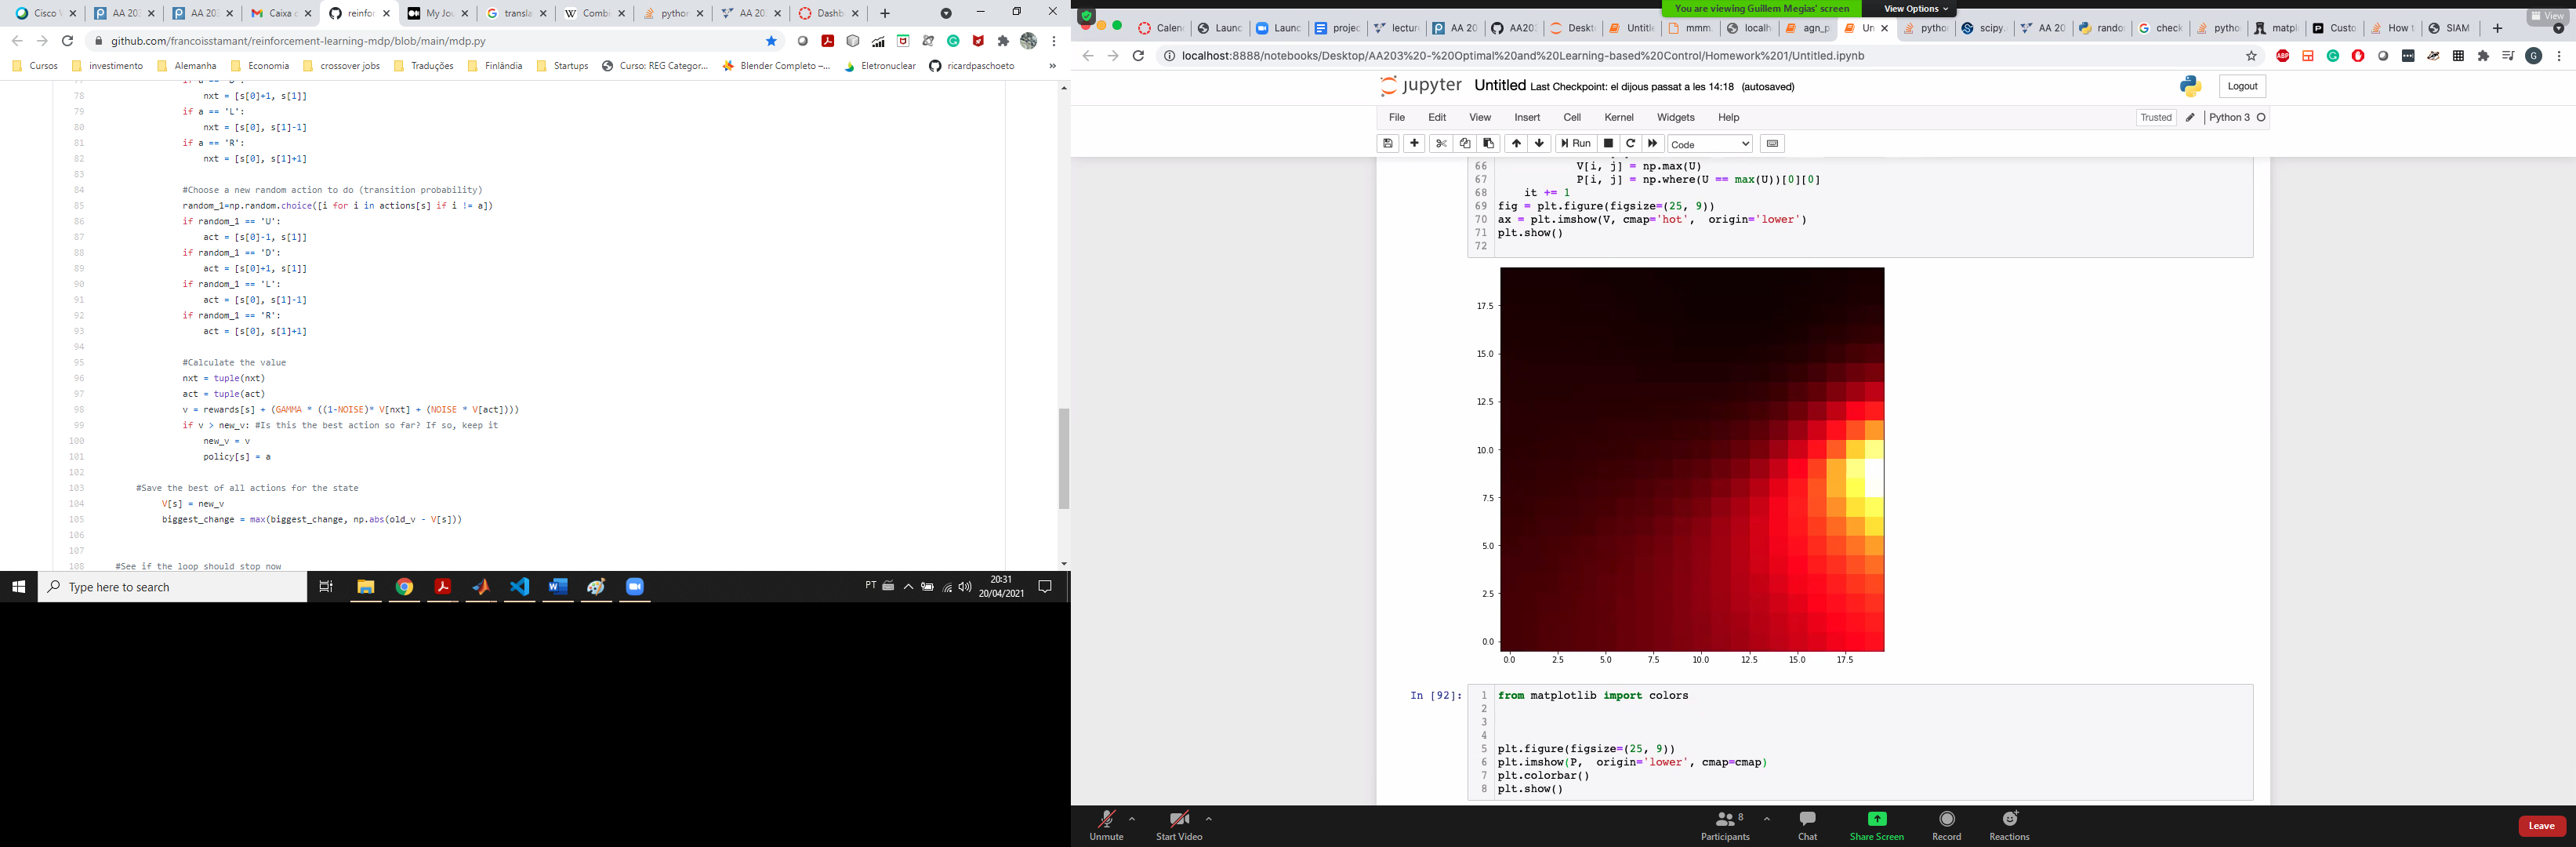 Cisco W
AA 203
AA 203
Caixa d
reinfor
My Jou
transla
Combi
python
AA 20
Dashb
github.com/francoisstamant/reinforcement-learning-mdp/blob/main/mdp.py
Cursos
investimento
Alemanha
Economia
crossover jobs
Traduções
Finlândia
Startups
Curso: REG Categor...
Blender Completo –...
Eletronuclear
ricardpaschoeto
»
78 nxt = [s[0]+1, s[1]]
79 if a == 'L':
80 nxt = [s[0], s[1]-1]
81 if a == 'R':
82 nxt = [s[0], s[1]+1]
83
84 #Choose a new random action to do (transition probability)
85 random_1=np.random.choice([i for i in actions[s] if i != a])
86 if random_1 == 'U':
87 act = [s[0]-1, s[1]]
88 if random_1 == 'D':
89 act = [s[0]+1, s[1]]
90 if random_1 == 'L':
91 act = [s[0], s[1]-1]
92 if random_1 == 'R':
93 act = [s[0], s[1]+1]
94
95 #Calculate the value
96 nxt = tuple(nxt)
97 act = tuple(act)
98 v = rewards[s] + (GAMMA * ((1-NOISE)* V[nxt] + (NOISE * V[act])))
99 if v > new_v: #Is this the best action so far? If so, keep it
100 new_v = v
101 policy[s] = a
102
103 #Save the best of all actions for the state
104 V[s] = new_v
105 biggest_change = max(biggest_change, np.abs(old_v - V[s]))
106
107
108 #See if the loop should stop now
Type here to search
PT
20:31
20/04/2021
You are viewing Guillem Megias' screen
View Options
View
Calen
Launc
Launc
projec
lectur
AA 20
AA203
Deskt
Untitle
mmm.
localh
agn_p
Un
pytho
scipy.
AA 20
rando
check
pytho
matpl
Custo
How t
SIAM
localhost:8888/notebooks/Desktop/AA203%20-%20Optimal%20and%20Learning-based%20Control/Homework%201/Untitled.ipynb
ABP
G
jupyter Untitled Last Checkpoint: el dijous passat a les 14:18 (autosaved)
Logout
File Edit View Insert Cell Kernel Widgets Help
Trusted
Python 3
Run
Code
66 V[i, j] = np.max(U)
67 P[i, j] = np.where(U == max(U))[0][0]
68 it += 1
69 fig = plt.figure(figsize=(25, 9))
70 ax = plt.imshow(V, cmap='hot', origin='lower')
71 plt.show()
72
17.5
15.0
12.5
10.0
7.5
5.0
2.5
0.0
0.0 2.5 5.0 7.5 10.0 12.5 15.0 17.5
In [92]:
1 from matplotlib import colors
2
3
4
5 plt.figure(figsize=(25, 9))
6 plt.imshow(P, origin='lower', cmap=cmap)
7 plt.colorbar()
8 plt.show()
Unmute
Start Video
8
Participants
Chat
Share Screen
Record
Reactions
Leave